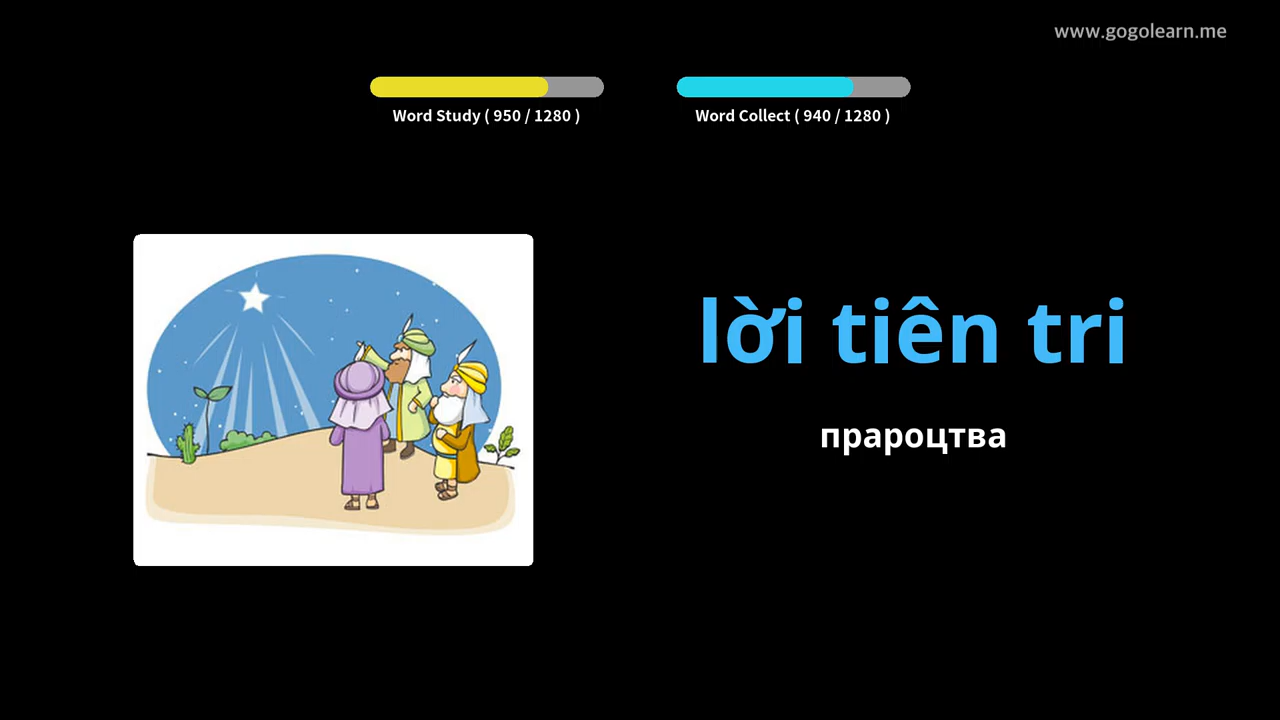 www.gogolearn.me
Word Study ( 950 / 1280 )
Word Collect ( 940 / 1280 )
lời tiên tri
прароцтва